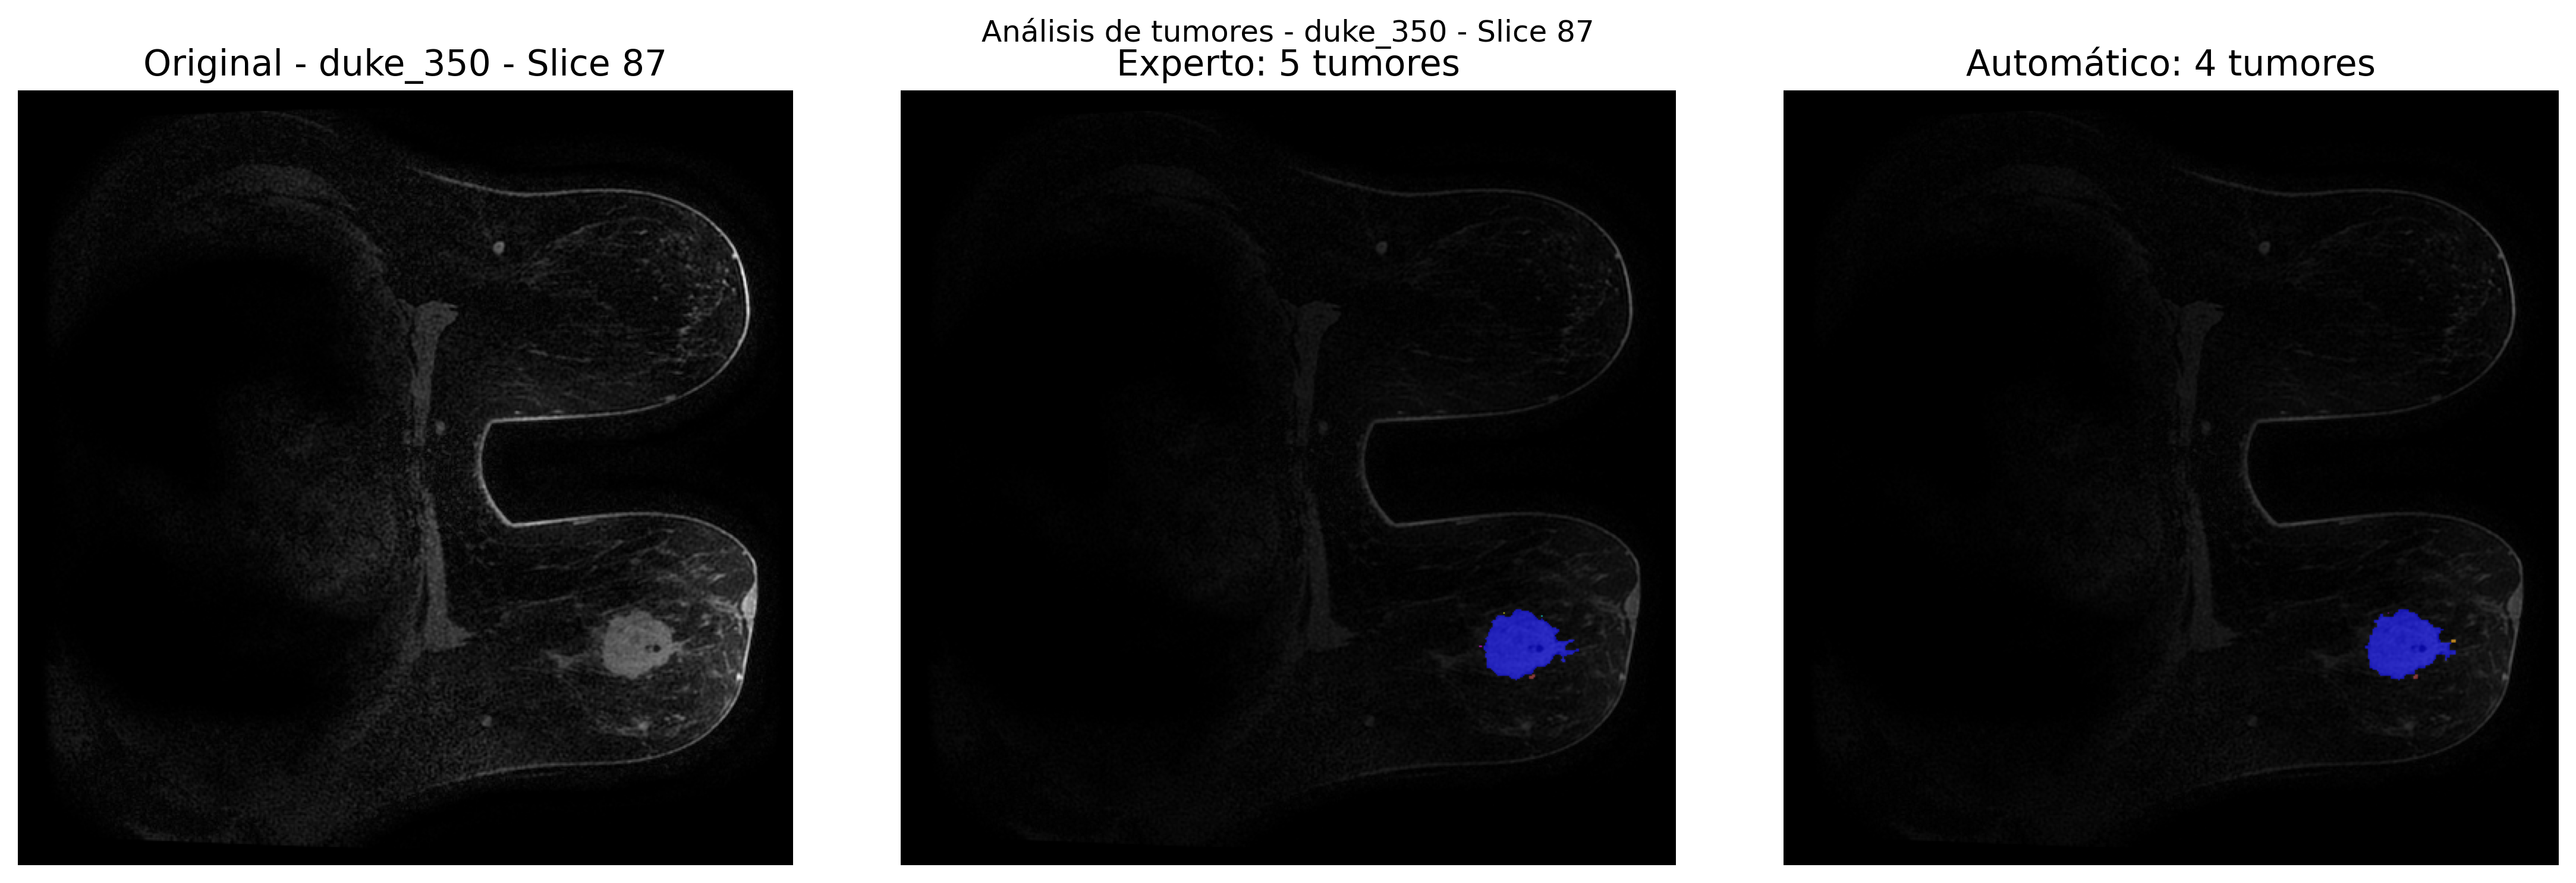 Análisis de tumores - duke_350 - Slice 87
Original - duke_350 - Slice 87
Experto: 5 tumores
Automático: 4 tumores